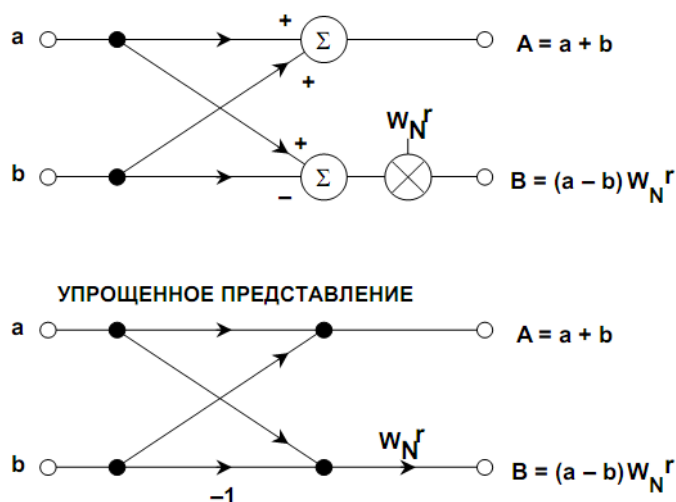 a
+
Σ
A = a + b
+
W_N^r
+
b
Σ
–
B = (a – b) W_N^r
УПРОЩЕННОЕ ПРЕДСТАВЛЕНИЕ
a
A = a + b
W_N^r
b
–1
B = (a – b) W_N^r